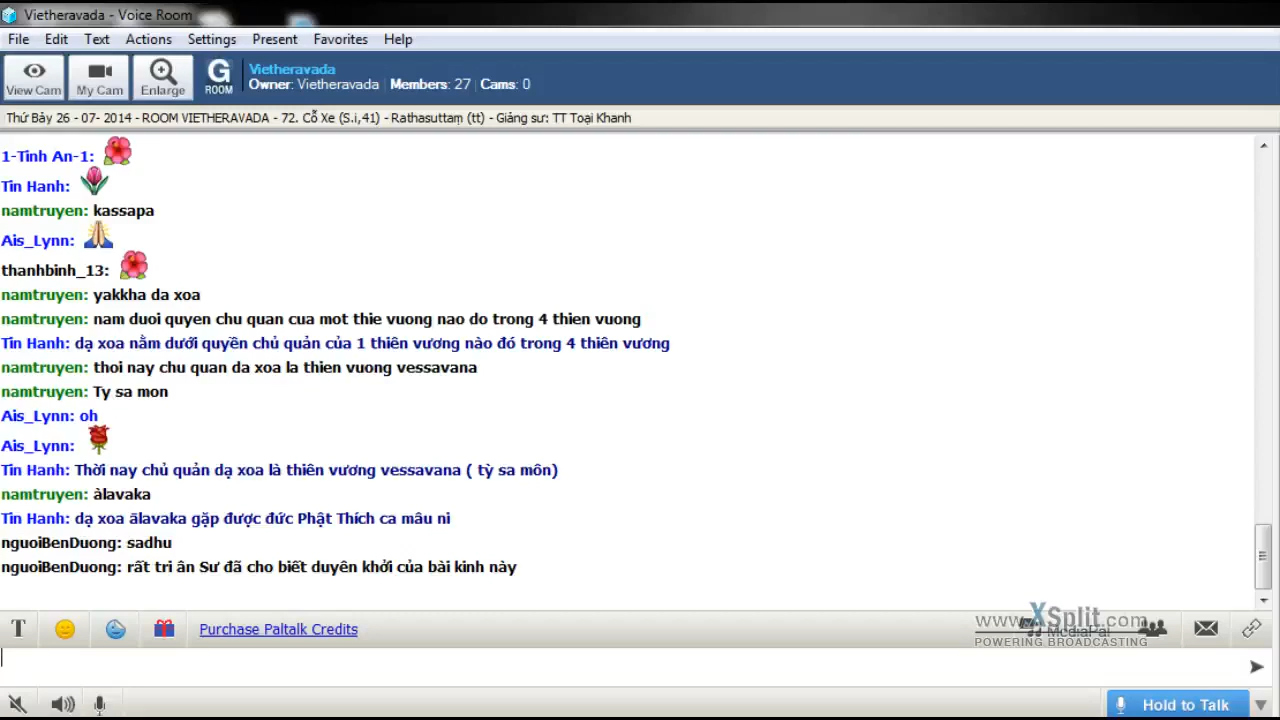 Vietheravada - Voice Room
File Edit Text Actions Settings Present Favorites Help
View Cam My Cam Enlarge G ROOM
Vietheravada
Owner: Vietheravada | Members: 27 | Cams: 0
Thứ Bảy 26 - 07- 2014 - ROOM VIETHERAVADA - 72. Cỗ Xe (S.i,41) - Rathasuttaṃ (tt) - Giảng sư: TT Toại Khanh
1-Tinh An-1:
Tin Hanh:
namtruyen: kassapa
Ais_Lynn:
thanhbinh_13:
namtruyen: yakkha da xoa
namtruyen: nam duoi quyen chu quan cua mot thie vuong nao do trong 4 thien vuong
Tin Hanh: dạ xoa nằm dưới quyền chủ quản của 1 thiên vương nào đó trong 4 thiên vương
namtruyen: thoi nay chu quan da xoa la thien vuong vessavana
namtruyen: Ty sa mon
Ais_Lynn: oh
Ais_Lynn:
Tin Hanh: Thời nay chủ quản dạ xoa là thiên vương vessavana ( tỳ sa môn)
namtruyen: àlavaka
Tin Hanh: dạ xoa ālavaka gặp được đức Phật Thích ca mâu ni
nguoiBenDuong: sadhu
nguoiBenDuong: rất tri ân Sư đã cho biết duyên khởi của bài kinh này
T Purchase Paltalk Credits
www.XSplit.com
MediaPal
POWERING BROADCASTING
Hold to Talk